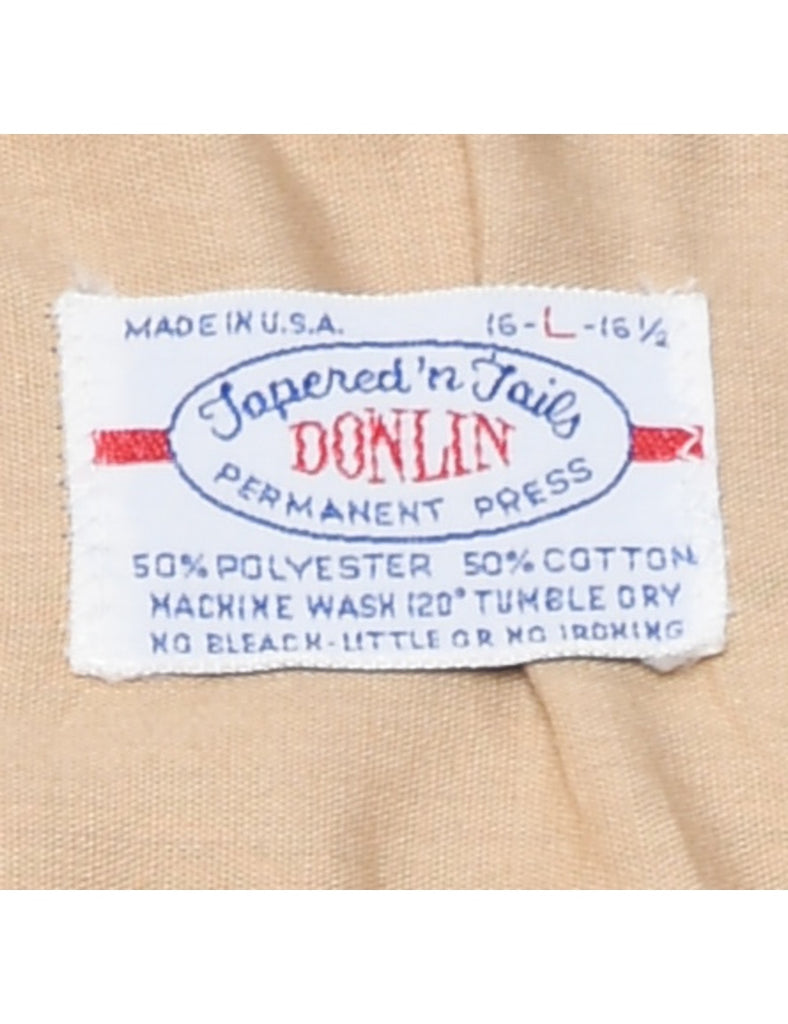 MADE IN U.S.A. 16-L-16½
Tapered 'n Tails
DONLIN
PERMANENT PRESS
50% POLYESTER 50% COTTON
MACHINE WASH 120° TUMBLE DRY
NO BLEACH-LITTLE OR NO IRONING